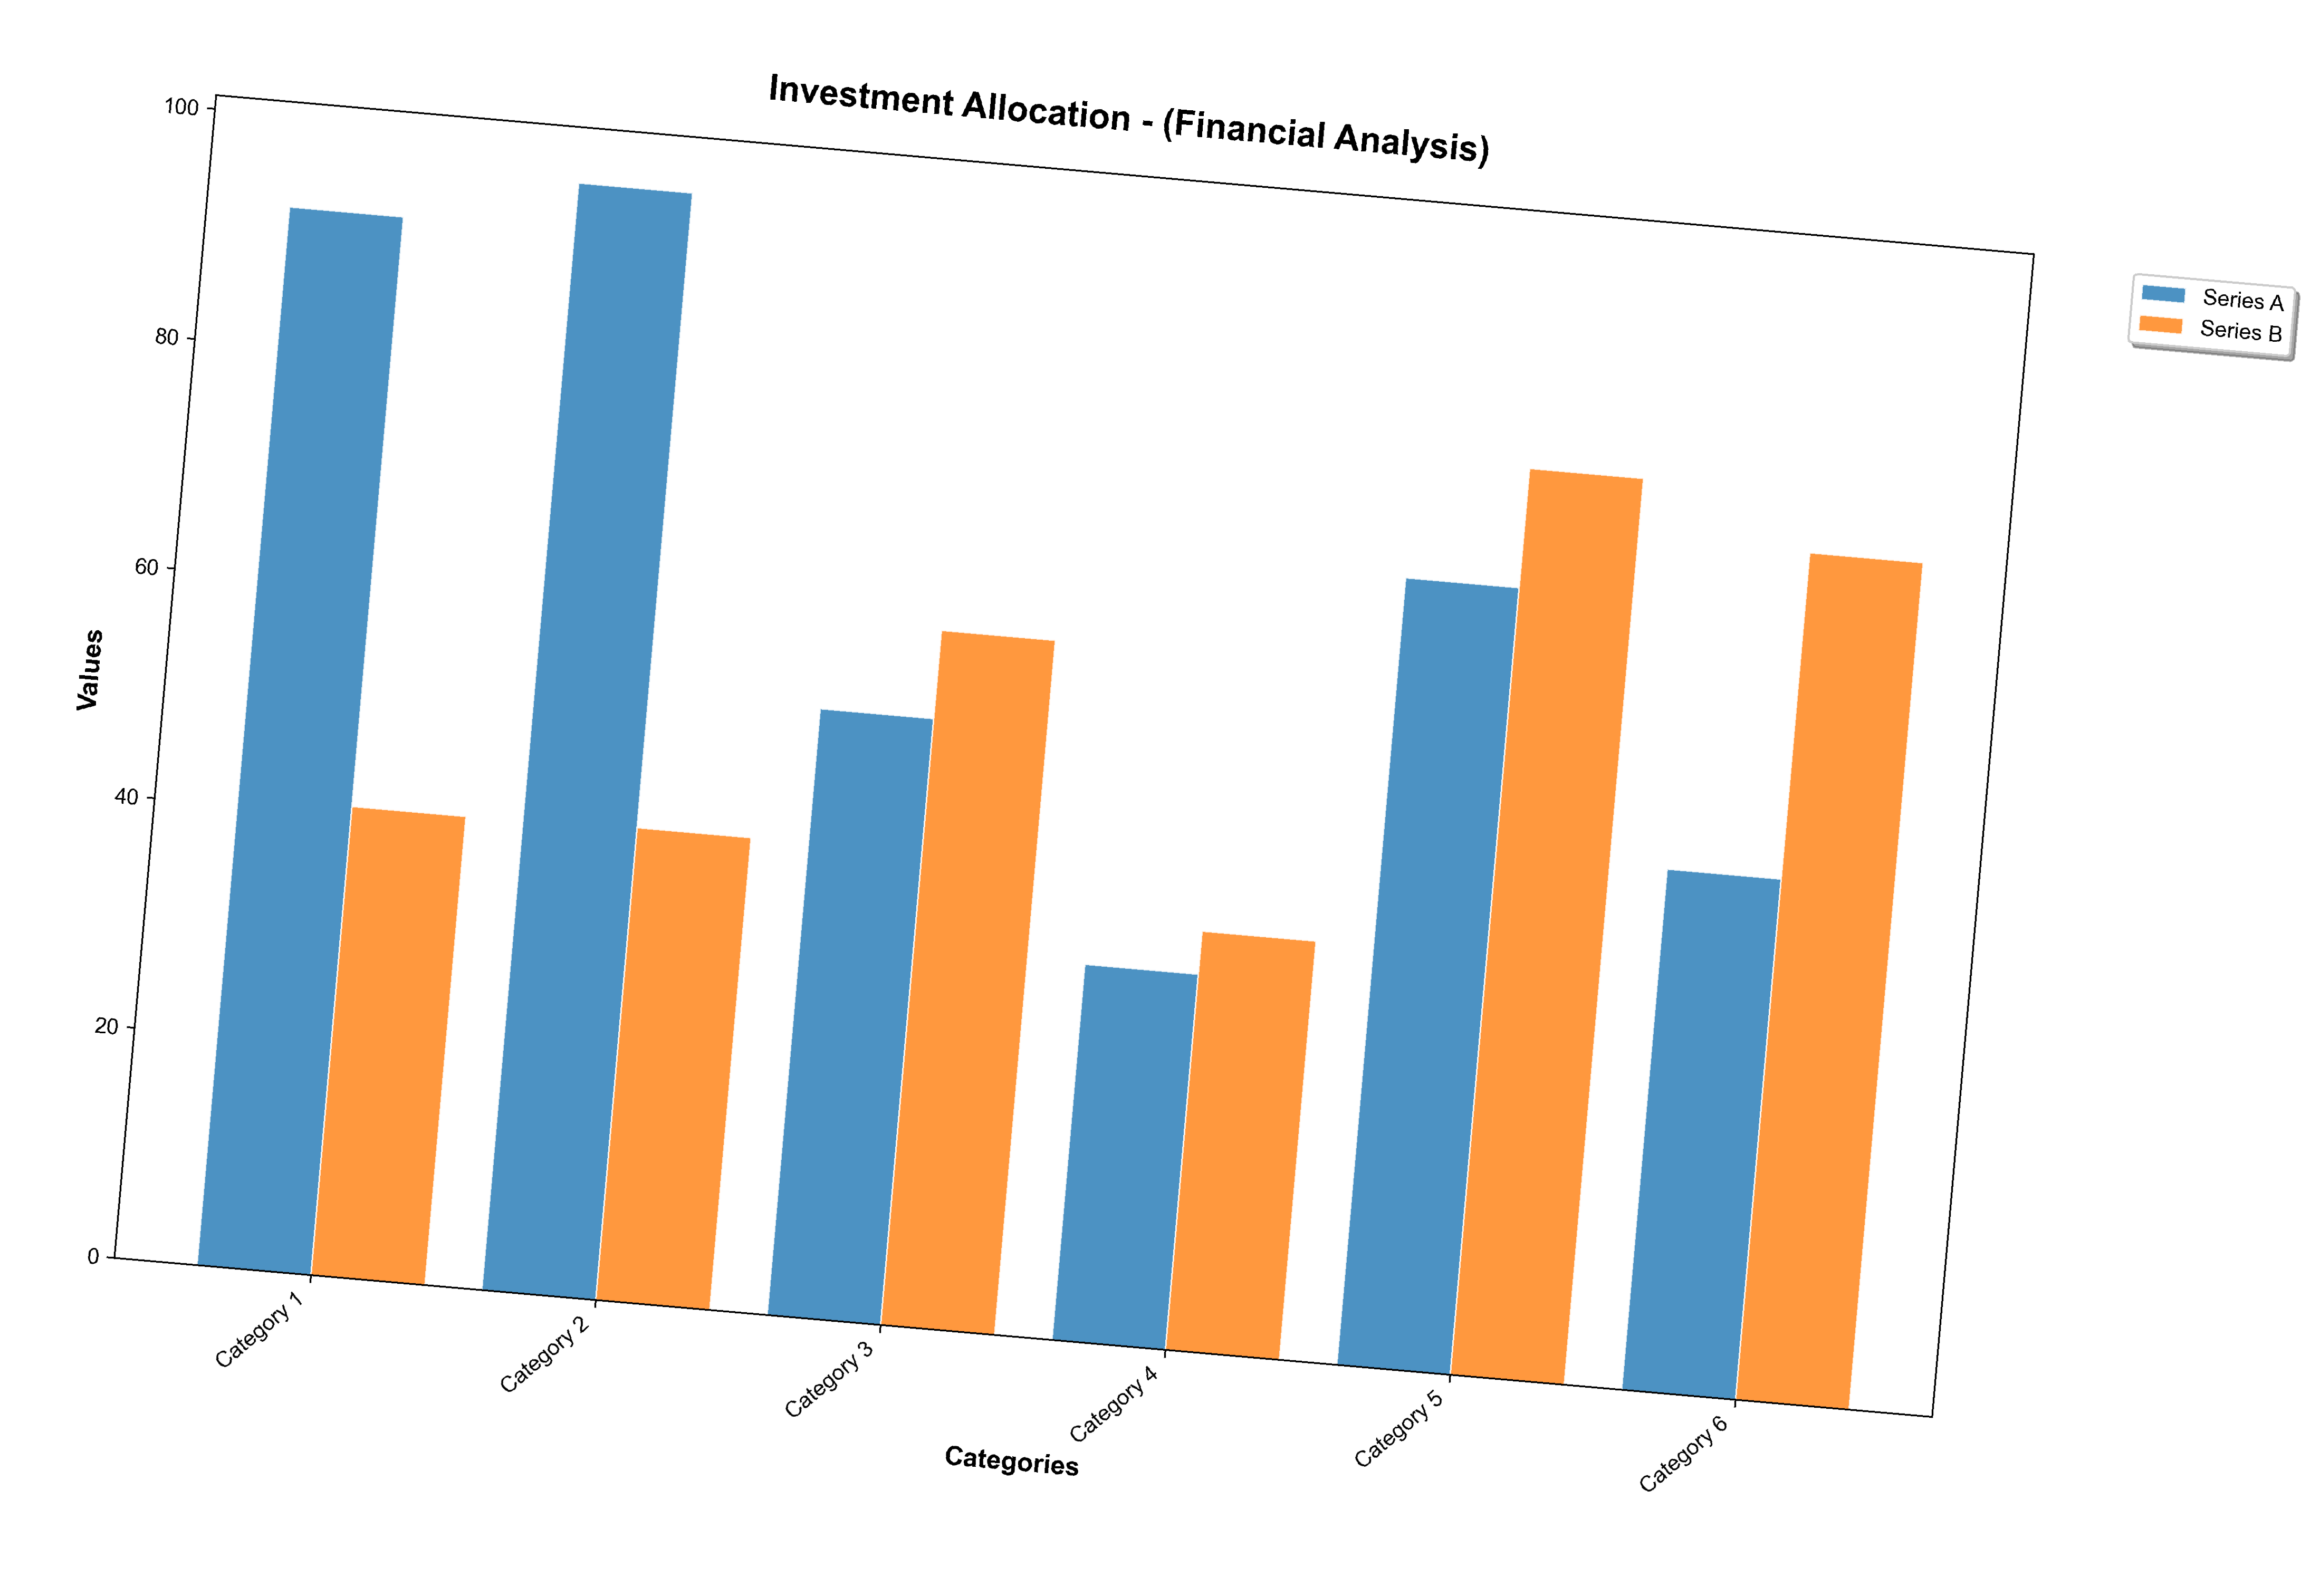 Investment Allocation - (Financial Analysis)
100
80
60
40
20
0
Values
Series A
Series B
Category 1
Category 2
Category 3
Category 4
Category 5
Category 6
Categories